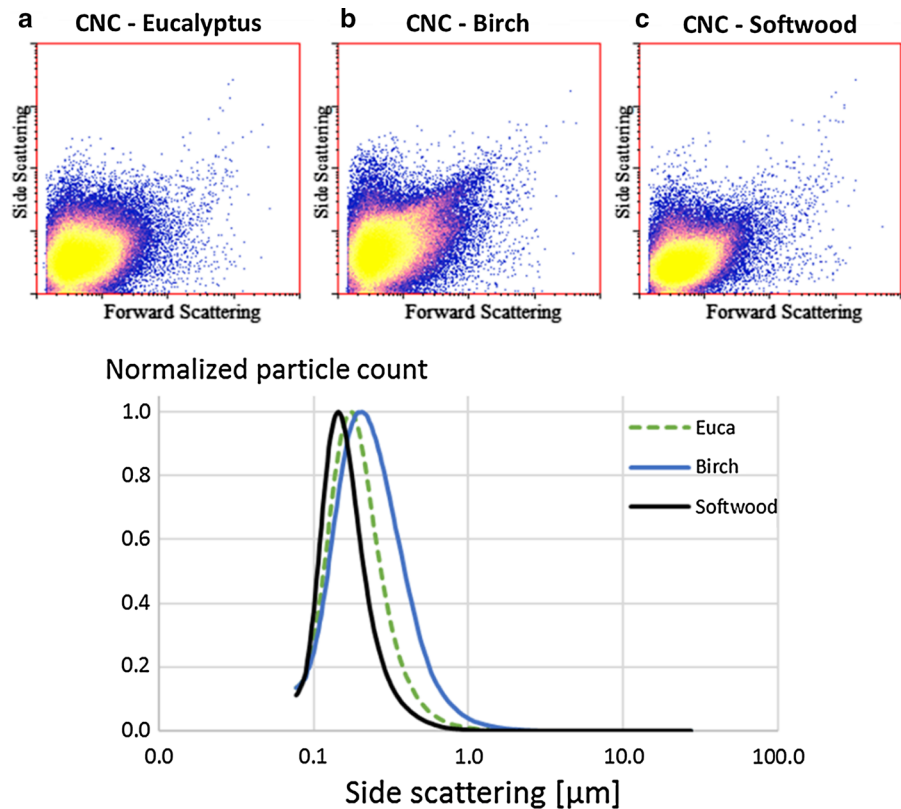 a CNC - Eucalyptus
b CNC - Birch
c CNC - Softwood
Side Scattering
Side Scattering
Side Scattering
Forward Scattering
Forward Scattering
Forward Scattering
Normalized particle count
1.0
0.8
0.6
0.4
0.2
0.0
Euca
Birch
Softwood
0.0 0.1 1.0 10.0 100.0
Side scattering [µm]